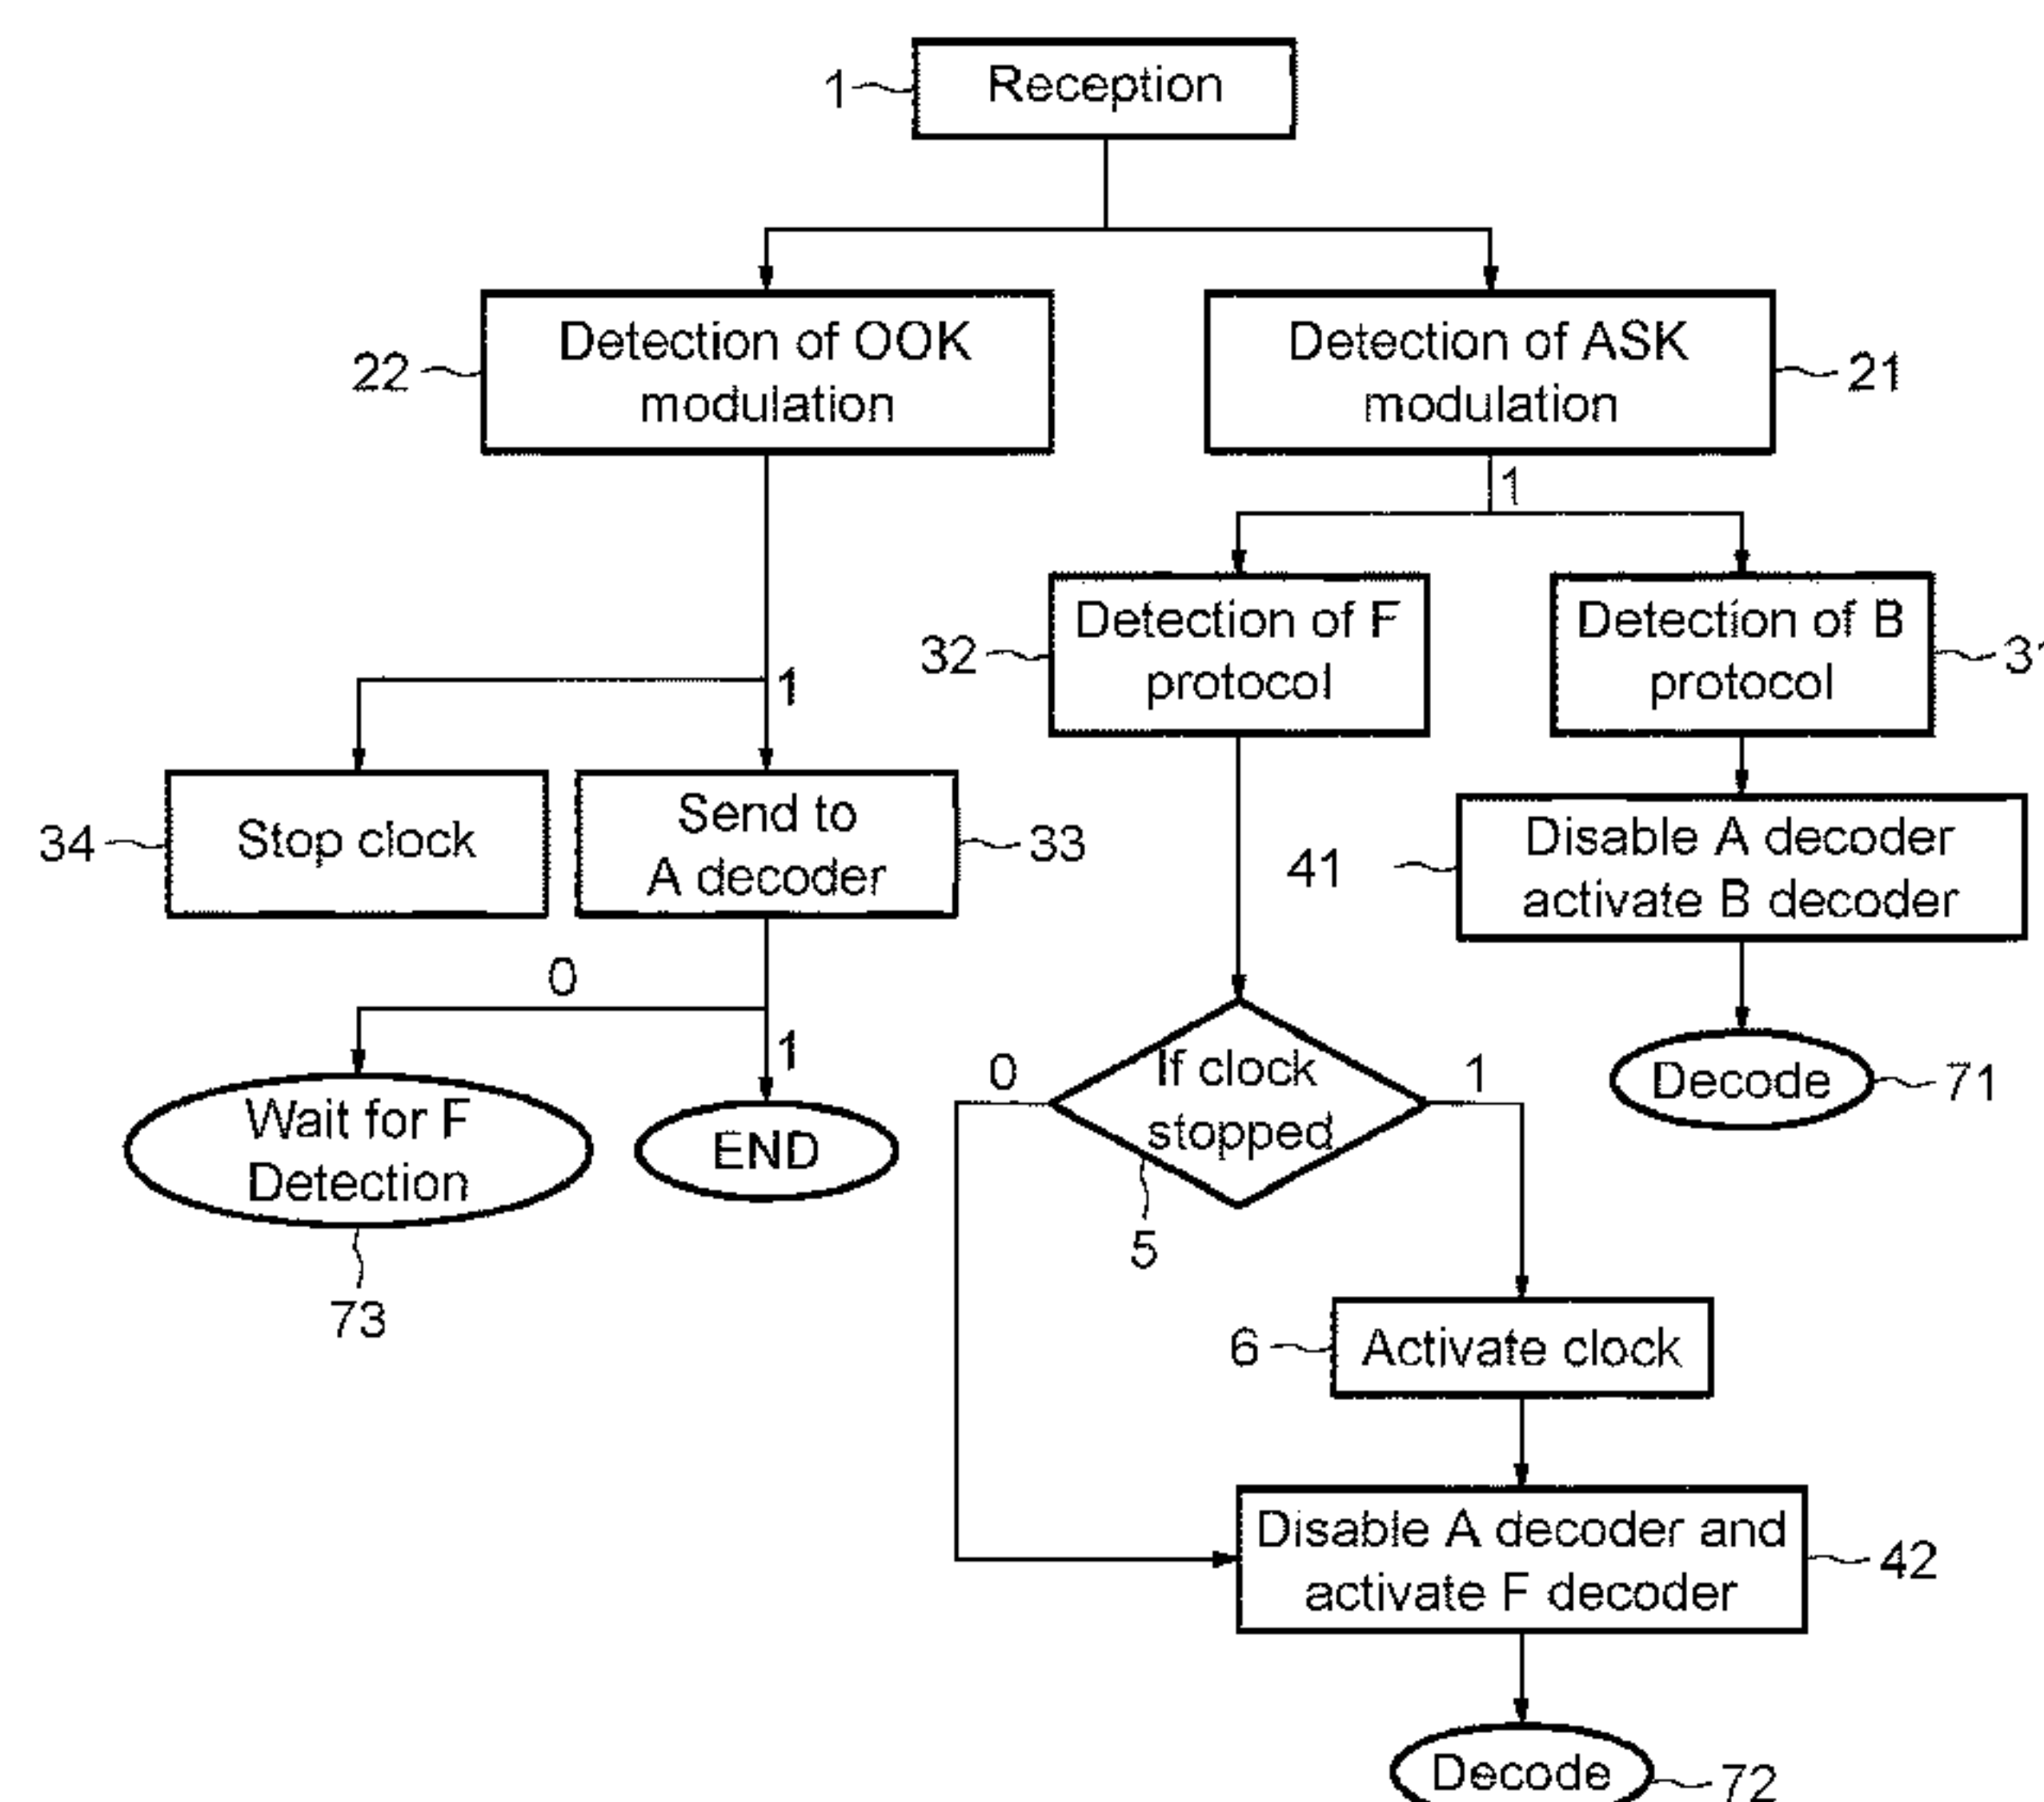 1
Reception
22
Detection of OOK
modulation
Detection of ASK
modulation
21
1
32
Detection of F
protocol
Detection of B
protocol
31
1
34
Stop clock
Send to
A decoder
33
41
Disable A decoder
activate B decoder
0
1
Wait for F
Detection
73
END
0
If clock
stopped
1
5
Decode
71
6
Activate clock
Disable A decoder and
activate F decoder
42
Decode
72